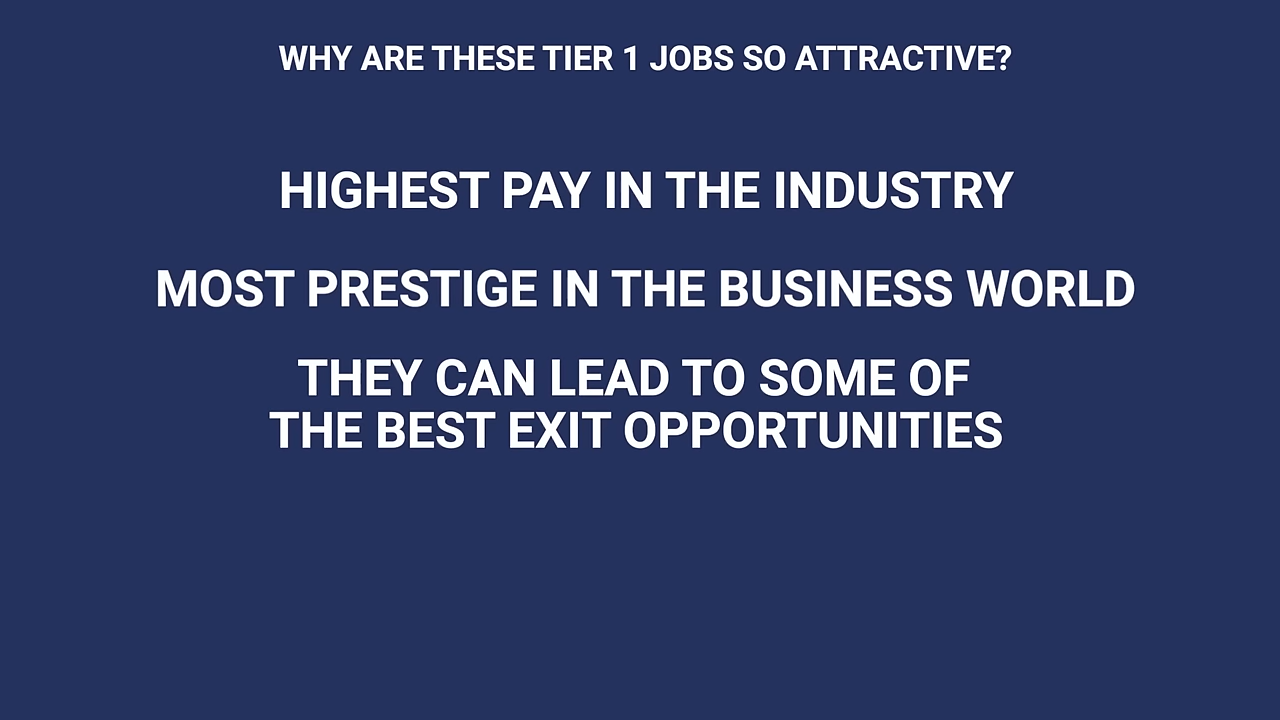 WHY ARE THESE TIER 1 JOBS SO ATTRACTIVE?
HIGHEST PAY IN THE INDUSTRY
MOST PRESTIGE IN THE BUSINESS WORLD
THEY CAN LEAD TO SOME OF
THE BEST EXIT OPPORTUNITIES